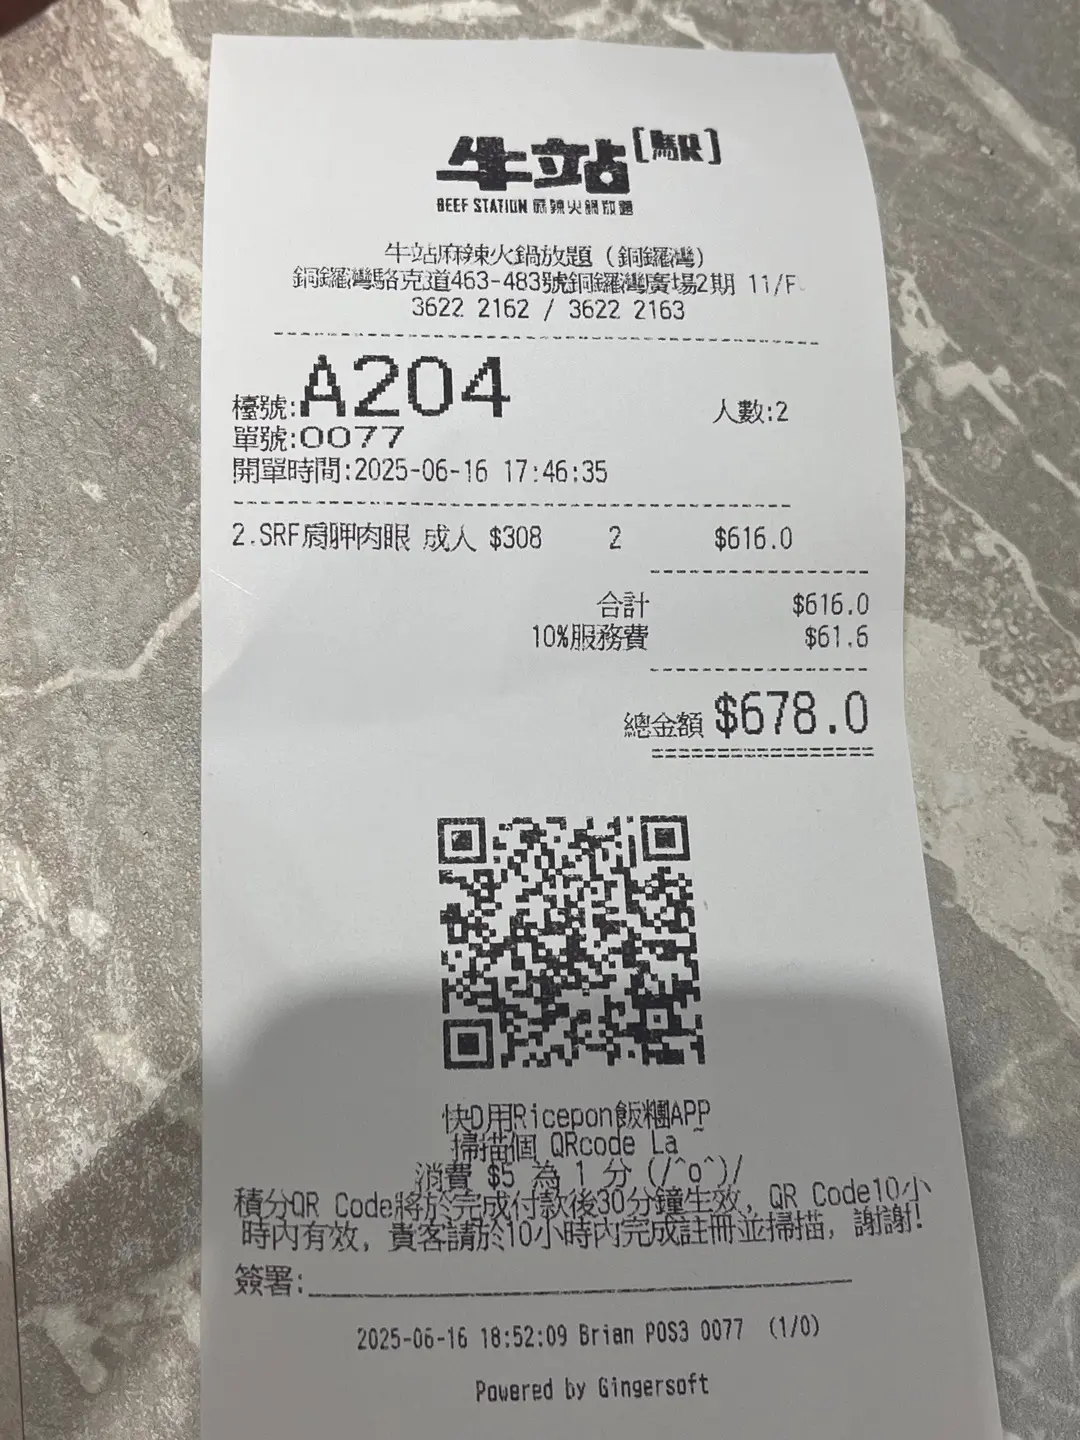 牛站[駅]
BEEF STATION 麻辣火鍋放題
牛站麻辣火鍋放題 (銅鑼灣)
銅鑼灣駱克道463-483號銅鑼灣廣場2期 11/F
3622 2162 / 3622 2163
檯號:A204 人數:2
單號:0077
開單時間:2025-06-16 17:46:35
2.SRF肩胛肉眼 成人 $308 2 $616.0
合計 $616.0
10%服務費 $61.6
總金額 $678.0
快D用Ricepon飯糰APP
掃描個 QRcode La ~
消費 $5 為 1 分 (/^o^)/
積分QR Code將於完成付款後30分鐘生效, QR Code10小
時內有效, 貴客請於10小時內完成註冊並掃描, 謝謝!
簽署:
2025-06-16 18:52:09 Brian POS3 0077 (1/0)
Powered by Gingersoft